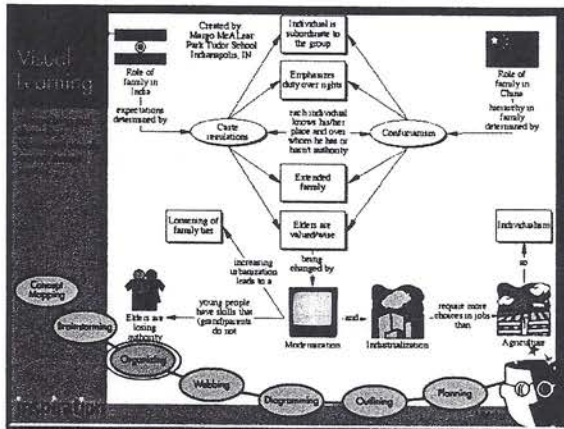 Visual
Learning
Created by
Margo McALear
Park Tudor School
Indianapolis, IN
Role of
family in
India
expectations
determined by
Individual is
subordinate to
the group
Emphasizes
duty over rights
Role of
family in
China
hierarchy in
family determined
by
Caste
regulations
each individual
knows his/her
place and over
whom he has or
hasn't authority
Confucianism
Extended
family
Elders are
valued/wise
Loosening of
family ties
being
changed by
Individualism
increasing
urbanization
leads to a
so
young people
have skills that
(grand)parents
do not
Elders are
losing
authority
Modernization
and
Industrialization
require more
choices in jobs
than
Agriculture
Concept
Mapping
Brainstorming
Organizing
Webbing
Diagramming
Outlining
Planning
inspiration